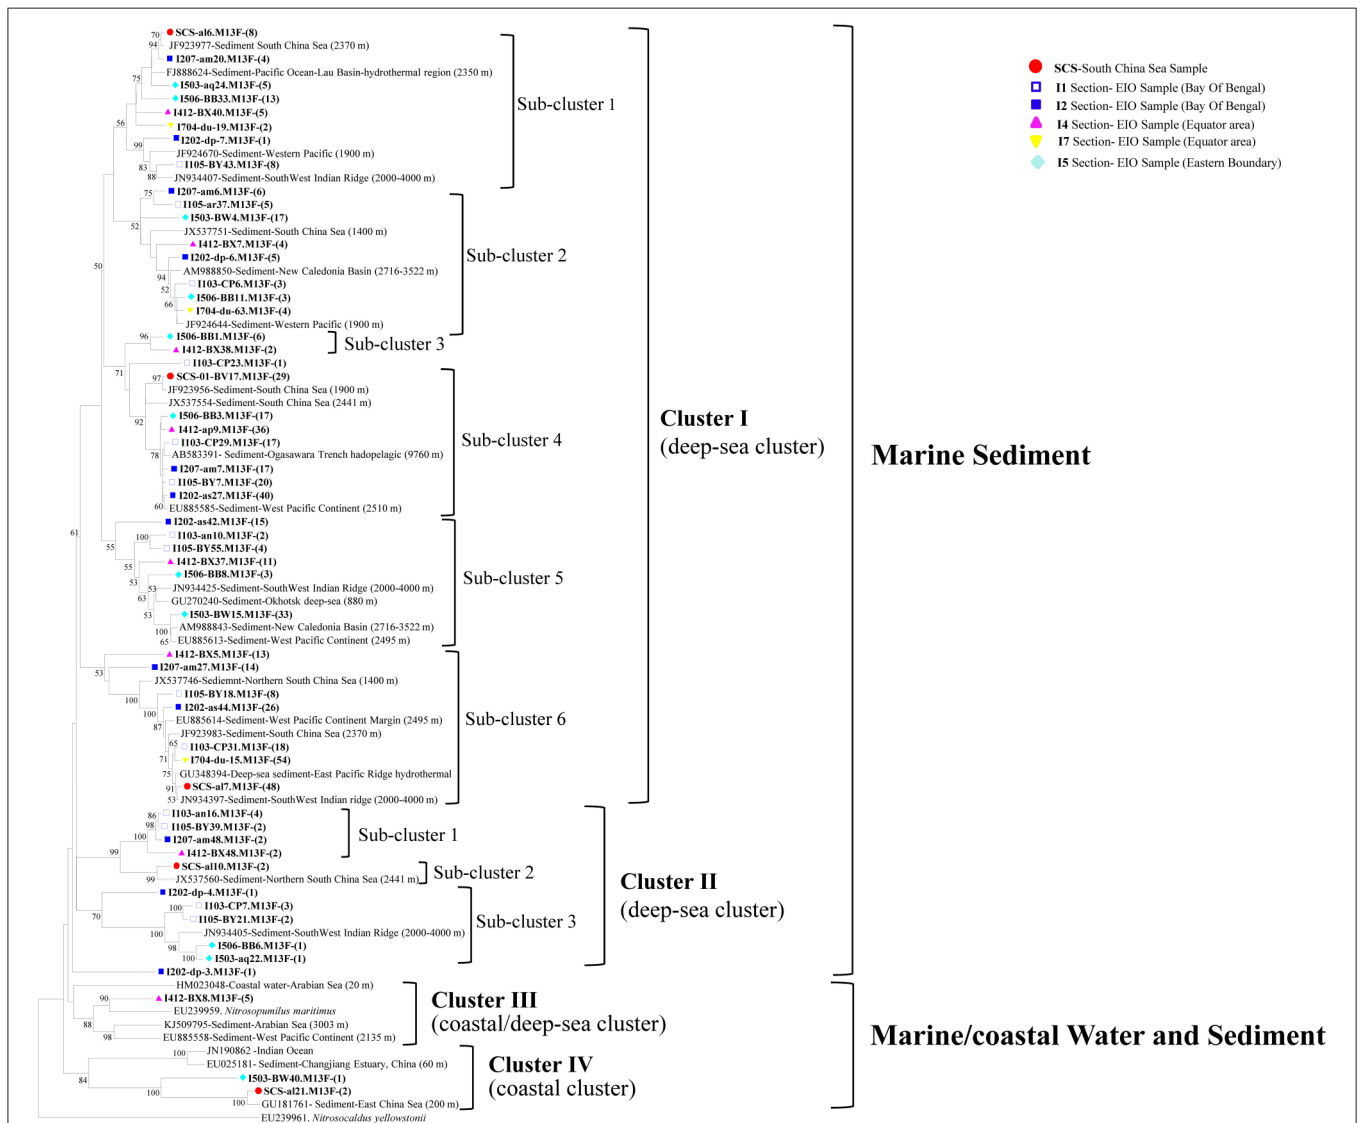 SCS-al6.M13F-(8)
JF923977-Sediment South China Sea (2370 m)
I207-am20.M13F-(4)
FJ888624-Sediment-Pacific Ocean-Lau Basin-hydrothermal region (2350 m)
I503-aq24.M13F-(5)
I506-BB33.M13F-(13)
I412-BX40.M13F-(5)
I704-du-19.M13F-(2)
I202-dp-7.M13F-(1)
JF924670-Sediment-Western Pacific (1900 m)
I105-BY43.M13F-(8)
JN934407-Sediment-SouthWest Indian Ridge (2000-4000 m)
Sub-cluster 1
I207-am6.M13F-(6)
I105-ar37.M13F-(5)
I503-BW4.M13F-(17)
JX537751-Sediment-South China Sea (1400 m)
I412-BX7.M13F-(4)
I202-dp-6.M13F-(5)
AM988850-Sediment-New Caledonia Basin (2716-3522 m)
I103-CP6.M13F-(3)
I506-BB11.M13F-(3)
I704-du-63.M13F-(4)
JF924644-Sediment-Western Pacific (1900 m)
Sub-cluster 2
I506-BB1.M13F-(6)
I412-BX38.M13F-(2)
Sub-cluster 3
I103-CP23.M13F-(1)
SCS-01-BV17.M13F-(29)
JF923956-Sediment-South China Sea (1900 m)
JX537554-Sediment-South China Sea (2441 m)
I506-BB3.M13F-(17)
I412-ap9.M13F-(36)
I103-CP29.M13F-(17)
AB583391- Sediment-Ogasawara Trench hadopelagic (9760 m)
I207-am7.M13F-(17)
I105-BY7.M13F-(20)
I202-as27.M13F-(40)
EU885585-Sediment-West Pacific Continent (2510 m)
Sub-cluster 4
I202-as42.M13F-(15)
I103-an10.M13F-(2)
I105-BY55.M13F-(4)
I412-BX37.M13F-(11)
I506-BB8.M13F-(3)
JN934425-Sediment-SouthWest Indian Ridge (2000-4000 m)
GU270240-Sediment-Okhotsk deep-sea (880 m)
I503-BW15.M13F-(33)
AM988843-Sediment-New Caledonia Basin (2716-3522 m)
EU885613-Sediment-West Pacific Continent (2495 m)
Sub-cluster 5
I412-BX5.M13F-(13)
I207-am27.M13F-(14)
JX537746-Sediemnt-Northern South China Sea (1400 m)
I105-BY18.M13F-(8)
I202-as44.M13F-(26)
EU885614-Sediment-West Pacific Continent Margin (2495 m)
JF923983-Sediment-South China Sea (2370 m)
I103-CP31.M13F-(18)
I704-du-15.M13F-(54)
GU348394-Deep-sea sediment-East Pacific Ridge hydrothermal
SCS-al7.M13F-(48)
JN934397-Sediment-SouthWest Indian ridge (2000-4000 m)
Sub-cluster 6
Cluster I
(deep-sea cluster)
I103-an16.M13F-(4)
I105-BY39.M13F-(2)
I207-am48.M13F-(2)
I412-BX48.M13F-(2)
Sub-cluster 1
SCS-al10.M13F-(2)
JX537560-Sediment-Northern South China Sea (2441 m)
Sub-cluster 2
I202-dp-4.M13F-(1)
I103-CP7.M13F-(3)
I105-BY21.M13F-(2)
JN934405-Sediment-SouthWest Indian Ridge (2000-4000 m)
I506-BB6.M13F-(1)
I503-aq22.M13F-(1)
Sub-cluster 3
I202-dp-3.M13F-(1)
Cluster II
(deep-sea cluster)
Marine Sediment
HM023048-Coastal water-Arabian Sea (20 m)
I412-BX8.M13F-(5)
EU239959. Nitrosopumilus maritimus
KJ509795-Sediment-Arabian Sea (3003 m)
EU885558-Sediment-West Pacific Continent (2135 m)
Cluster III
(coastal/deep-sea cluster)
JN190862 -Indian Ocean
EU025181- Sediment-Changjiang Estuary, China (60 m)
I503-BW40.M13F-(1)
SCS-al21.M13F-(2)
GU181761- Sediment-East China Sea (200 m)
Cluster IV
(coastal cluster)
Marine/coastal Water and Sediment
EU239961. Nitrosocaldus yellowstonii
SCS-South China Sea Sample
I1 Section- EIO Sample (Bay Of Bengal)
I2 Section- EIO Sample (Bay Of Bengal)
I4 Section- EIO Sample (Equator area)
I7 Section- EIO Sample (Equator area)
I5 Section- EIO Sample (Eastern Boundary)
70
94
75
56
99
83
88
75
52
50
94
52
66
96
71
97
92
78
60
61
100
55
55
53
53
63
53
100
65
53
100
100
87
65
71
75
91
53
86
98
100
99
99
70
100
100
98
100
90
88
98
100
84
100
100